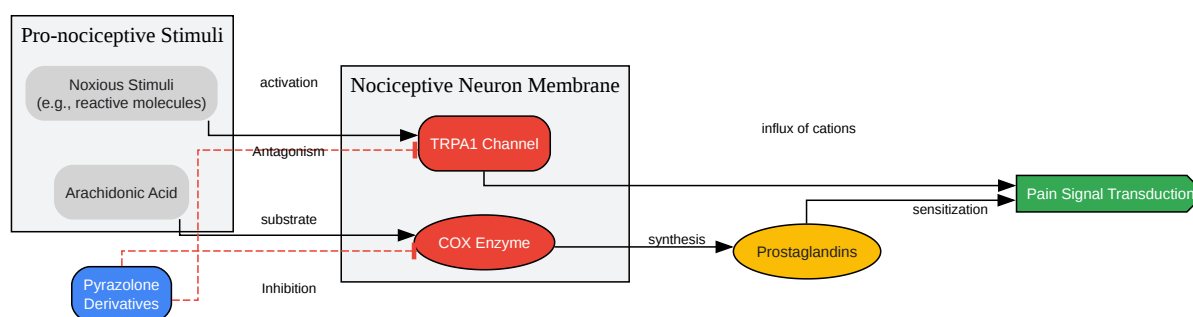 Pro-nociceptive Stimuli
Noxious Stimuli
(e.g., reactive molecules)
Arachidonic Acid
Pyrazolone
Derivatives
activation
Antagonism
substrate
Inhibition
Nociceptive Neuron Membrane
TRPA1 Channel
COX Enzyme
synthesis
Prostaglandins
influx of cations
sensitization
Pain Signal Transduction